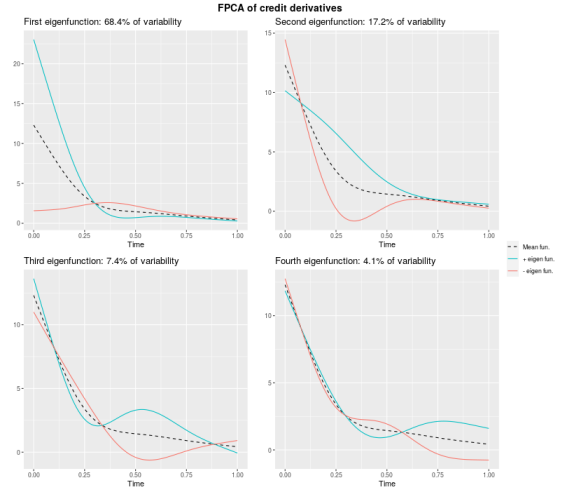 FPCA of credit derivatives
First eigenfunction: 68.4% of variability
20
15
10
5
0
0.00 0.25 0.50 0.75 1.00
Time
Second eigenfunction: 17.2% of variability
15
10
5
0
0.00 0.25 0.50 0.75 1.00
Time
Mean fun.
+ eigen fun.
- eigen fun.
Third eigenfunction: 7.4% of variability
10
5
0
0.00 0.25 0.50 0.75 1.00
Time
Fourth eigenfunction: 4.1% of variability
10
5
0
0.00 0.25 0.50 0.75 1.00
Time